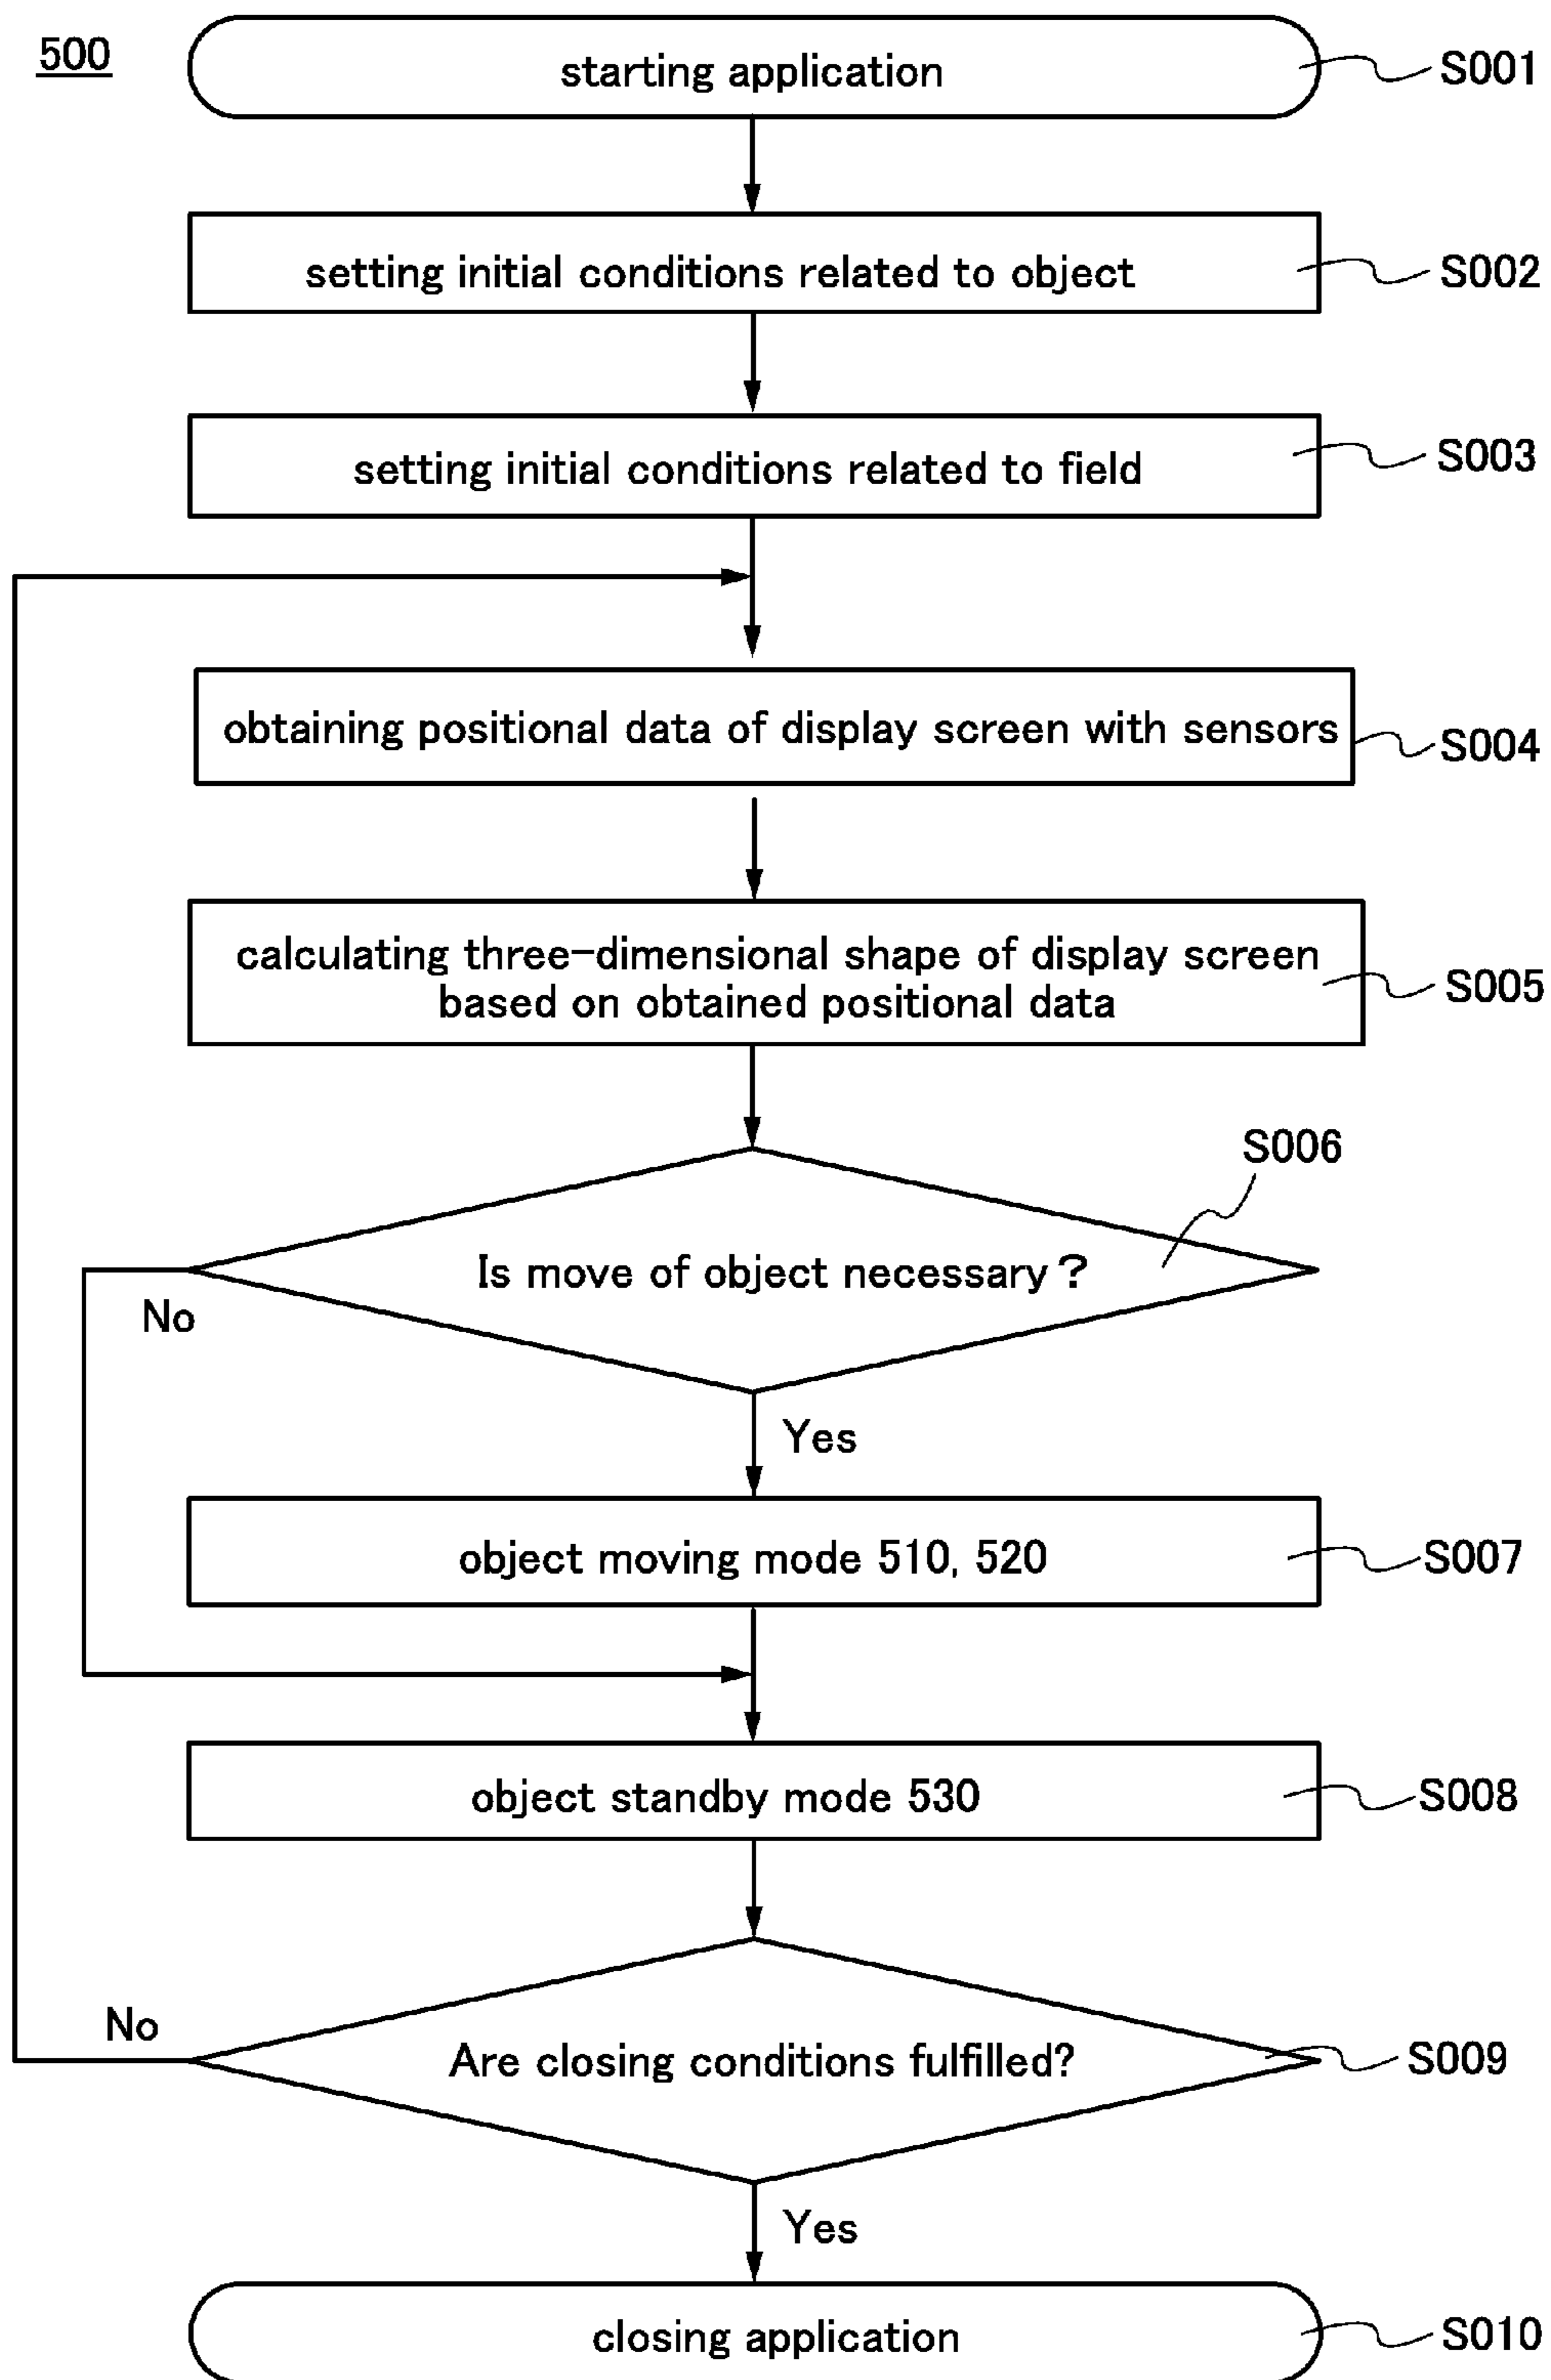 500
starting application
S001
setting initial conditions related to object
S002
setting initial conditions related to field
S003
obtaining positional data of display screen with sensors
S004
calculating three-dimensional shape of display screen
based on obtained positional data
S005
S006
Is move of object necessary?
No
Yes
object moving mode 510, 520
S007
object standby mode 530
S008
No
Are closing conditions fulfilled?
S009
Yes
closing application
S010